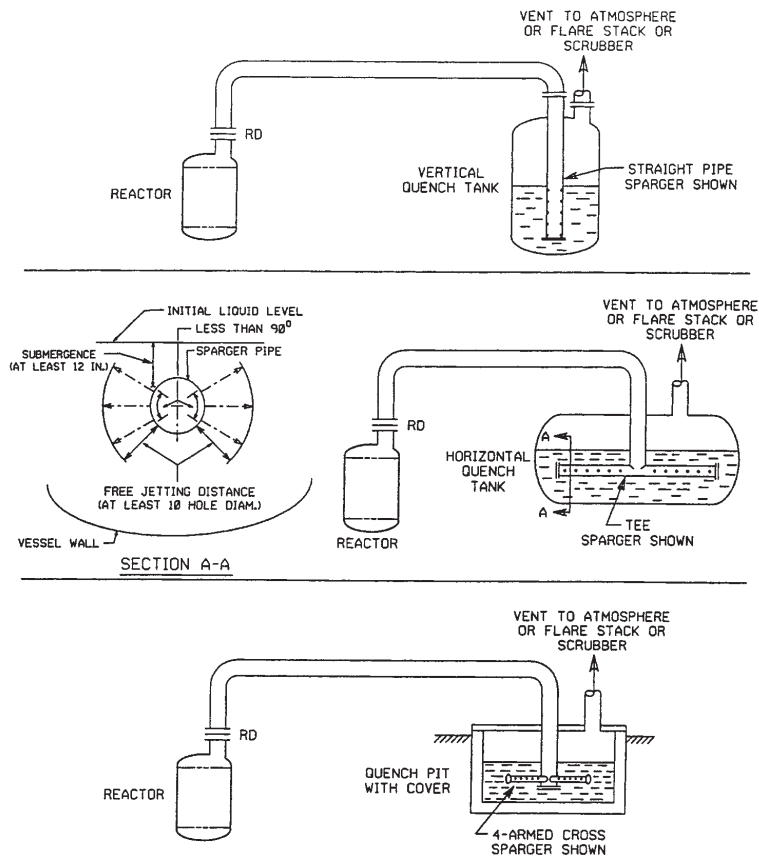 VENT TO ATMOSPHERE
OR FLARE STACK OR
SCRUBBER
RD
REACTOR
VERTICAL
QUENCH TANK
STRAIGHT PIPE
SPARGER SHOWN
INITIAL LIQUID LEVEL
LESS THAN 90°
SUBMERGENCE
(AT LEAST 12 IN.)
SPARGER PIPE
FREE JETTING DISTANCE
(AT LEAST 10 HOLE DIAM.)
VESSEL WALL
SECTION A-A
VENT TO ATMOSPHERE
OR FLARE STACK OR
SCRUBBER
RD
HORIZONTAL
QUENCH
TANK
A
A
REACTOR
TEE
SPARGER SHOWN
VENT TO ATMOSPHERE
OR FLARE STACK OR
SCRUBBER
RD
REACTOR
QUENCH PIT
WITH COVER
4-ARMED CROSS
SPARGER SHOWN